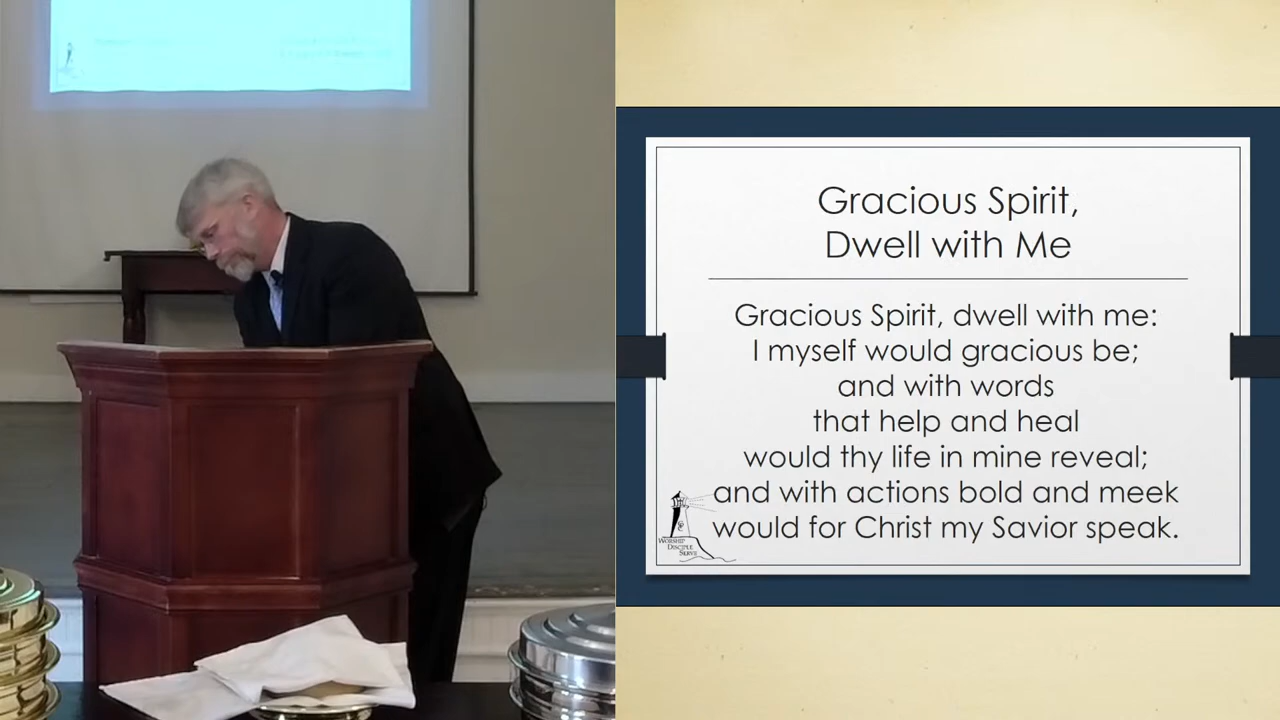 Gracious Spirit,
Dwell with Me
Gracious Spirit, dwell with me:
I myself would gracious be;
and with words
that help and heal
would thy life in mine reveal;
and with actions bold and meek
would for Christ my Savior speak.
Worship
Disciple
Serve